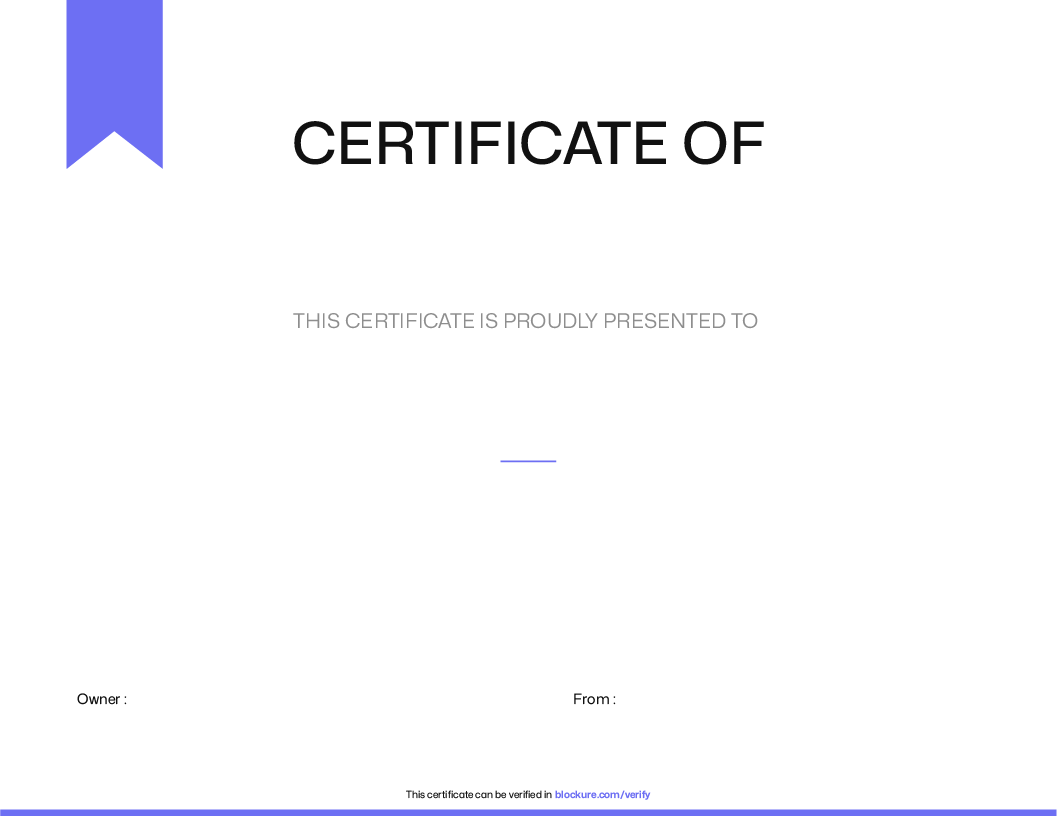 CERTIFICATE OF
THIS CERTIFICATE IS PROUDLY PRESENTED TO
Owner :
From :
This certificate can be verified in blockure.com/verify